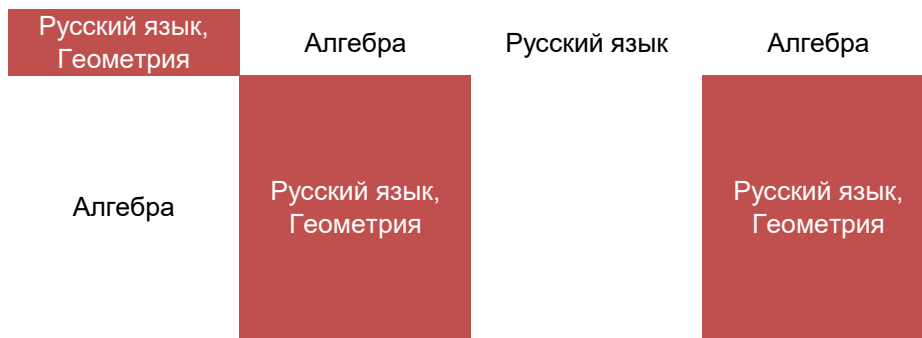 Русский язык,
Геометрия
Алгебра
Русский язык
Алгебра
Алгебра
Русский язык,
Геометрия
Русский язык,
Геометрия